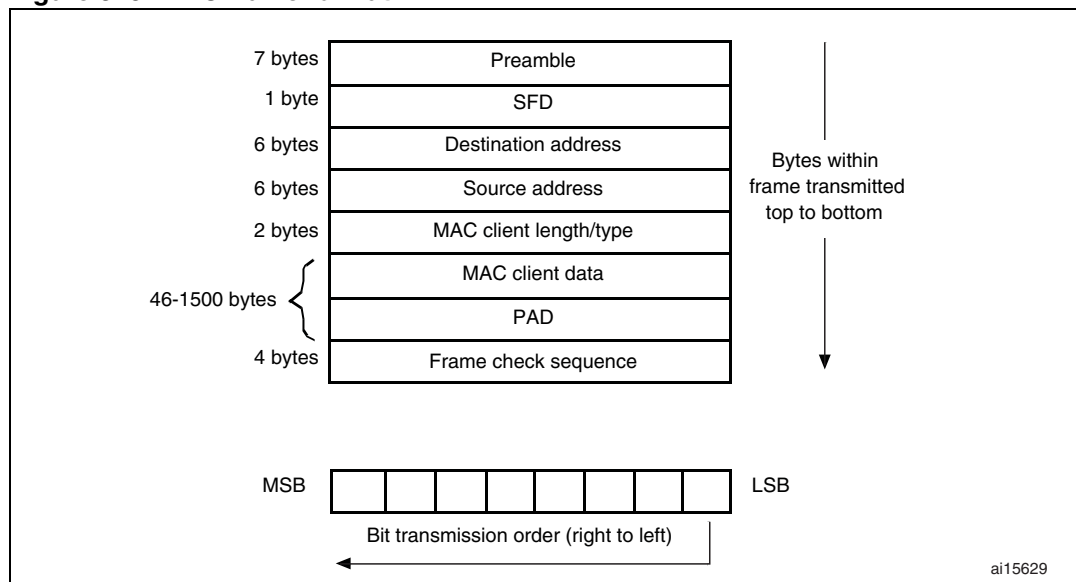 7 bytes Preamble
1 byte SFD
6 bytes Destination address
6 bytes Source address
2 bytes MAC client length/type
46-1500 bytes MAC client data
PAD
4 bytes Frame check sequence
Bytes within
frame transmitted
top to bottom
MSB LSB
Bit transmission order (right to left)
ai15629